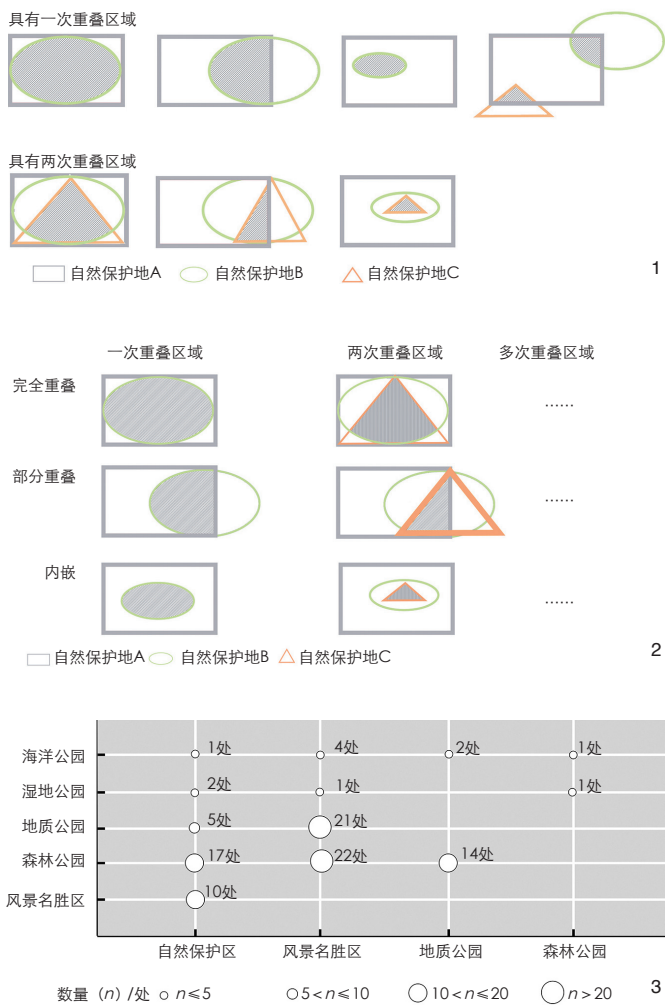 具有一次重叠区域
具有两次重叠区域
自然保护地A 自然保护地B 自然保护地C
1
一次重叠区域 两次重叠区域 多次重叠区域
完全重叠 ……
部分重叠 ……
内嵌 ……
自然保护地A 自然保护地B 自然保护地C
2
海洋公园 1处 4处 2处 1处
湿地公园 2处 1处 1处
地质公园 5处 21处
森林公园 17处 22处 14处
风景名胜区 10处
自然保护区 风景名胜区 地质公园 森林公园
数量（n）/处 n≤5 5<n≤10 10<n≤20 n>20
3